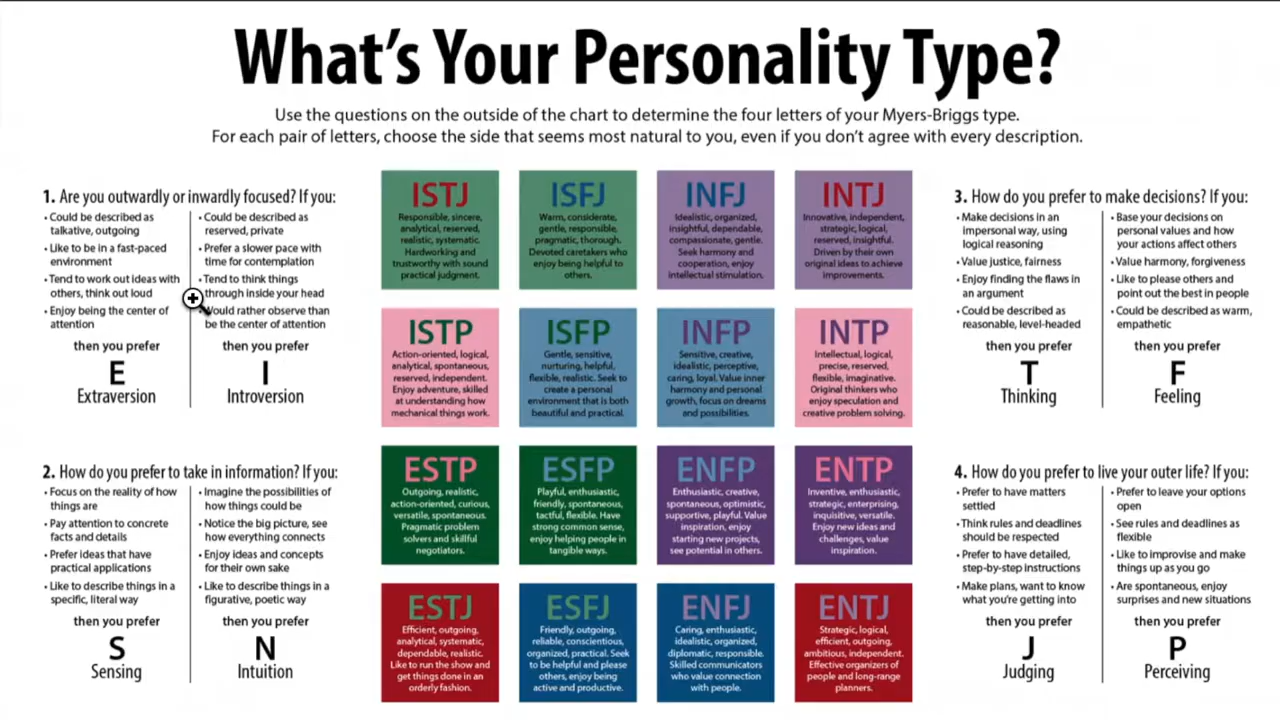 What's Your Personality Type?
Use the questions on the outside of the chart to determine the four letters of your Myers-Briggs type.
For each pair of letters, choose the side that seems most natural to you, even if you don't agree with every description.
1. Are you outwardly or inwardly focused? If you:
• Could be described as
talkative, outgoing
• Like to be in a fast-paced
environment
• Tend to work out ideas with
others, think out loud
• Enjoy being the center of
attention
then you prefer
E
Extraversion
• Could be described as
reserved, private
• Prefer a slower pace with
time for contemplation
• Tend to think things
through inside your head
• Would rather observe than
be the center of attention
then you prefer
I
Introversion
2. How do you prefer to take in information? If you:
• Focus on the reality of how
things are
• Pay attention to concrete
facts and details
• Prefer ideas that have
practical applications
• Like to describe things in a
specific, literal way
then you prefer
S
Sensing
• Imagine the possibilities of
how things could be
• Notice the big picture, see
how everything connects
• Enjoy ideas and concepts
for their own sake
• Like to describe things in a
figurative, poetic way
then you prefer
N
Intuition
ISTJ
Responsible, sincere,
analytical, reserved,
realistic, systematic.
Hardworking and
trustworthy with sound
practical judgment.
ISFJ
Warm, considerate,
gentle, responsible,
pragmatic, thorough.
Devoted caretakers who
enjoy being helpful to
others.
INFJ
Idealistic, organized,
insightful, dependable,
compassionate, gentle.
Seek harmony and
cooperation, enjoy
intellectual stimulation.
INTJ
Innovative, independent,
strategic, logical,
reserved, insightful.
Driven by their own
original ideas to achieve
improvements.
ISTP
Action-oriented, logical,
analytical, spontaneous,
reserved, independent.
Enjoy adventure, skilled
at understanding how
mechanical things work.
ISFP
Gentle, sensitive,
nurturing, helpful,
flexible, realistic. Seek to
create a personal
environment that is both
beautiful and practical.
INFP
Sensitive, creative,
idealistic, perceptive,
caring, loyal. Value inner
harmony and personal
growth, focus on dreams
and possibilities.
INTP
Intellectual, logical,
precise, reserved,
flexible, imaginative.
Original thinkers who
enjoy speculation and
creative problem solving.
ESTP
Outgoing, realistic,
action-oriented, curious,
versatile, spontaneous.
Pragmatic problem
solvers and skillful
negotiators.
ESFP
Playful, enthusiastic,
friendly, spontaneous,
tactful, flexible. Have
strong common sense,
enjoy helping people in
tangible ways.
ENFP
Enthusiastic, creative,
spontaneous, optimistic,
supportive, playful. Value
inspiration, enjoy
starting new projects,
see potential in others.
ENTP
Inventive, enthusiastic,
strategic, enterprising,
inquisitive, versatile.
Enjoy new ideas and
challenges, value
inspiration.
ESTJ
Efficient, outgoing,
analytical, systematic,
dependable, realistic.
Like to run the show and
get things done in an
orderly fashion.
ESFJ
Friendly, outgoing,
reliable, conscientious,
organized, practical. Seek
to be helpful and please
others, enjoy being
active and productive.
ENFJ
Caring, enthusiastic,
idealistic, organized,
diplomatic, responsible.
Skilled communicators
who value connection
with people.
ENTJ
Strategic, logical,
efficient, outgoing,
ambitious, independent.
Effective organizers of
people and long-range
planners.
3. How do you prefer to make decisions? If you:
• Make decisions in an
impersonal way, using
logical reasoning
• Value justice, fairness
• Enjoy finding the flaws in
an argument
• Could be described as
reasonable, level-headed
then you prefer
T
Thinking
• Base your decisions on
personal values and how
your actions affect others
• Value harmony, forgiveness
• Like to please others and
point out the best in people
• Could be described as warm,
empathetic
then you prefer
F
Feeling
4. How do you prefer to live your outer life? If you:
• Prefer to have matters
settled
• Think rules and deadlines
should be respected
• Prefer to have detailed,
step-by-step instructions
• Make plans, want to know
what you're getting into
then you prefer
J
Judging
• Prefer to leave your options
open
• See rules and deadlines as
flexible
• Like to improvise and make
things up as you go
• Are spontaneous, enjoy
surprises and new situations
then you prefer
P
Perceiving